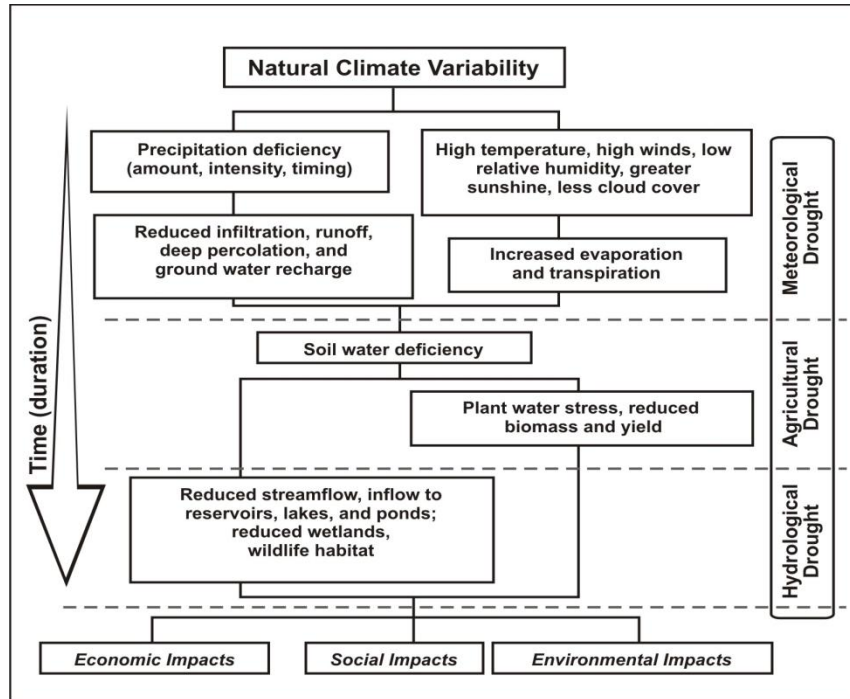 Natural Climate Variability
Precipitation deficiency
(amount, intensity, timing)
High temperature, high winds, low
relative humidity, greater
sunshine, less cloud cover
Reduced infiltration, runoff,
deep percolation, and
ground water recharge
Increased evaporation
and transpiration
Meteorological
Drought
Time (duration)
Soil water deficiency
Plant water stress, reduced
biomass and yield
Agricultural
Drought
Reduced streamflow, inflow to
reservoirs, lakes, and ponds;
reduced wetlands,
wildlife habitat
Hydrological
Drought
Economic Impacts
Social Impacts
Environmental Impacts